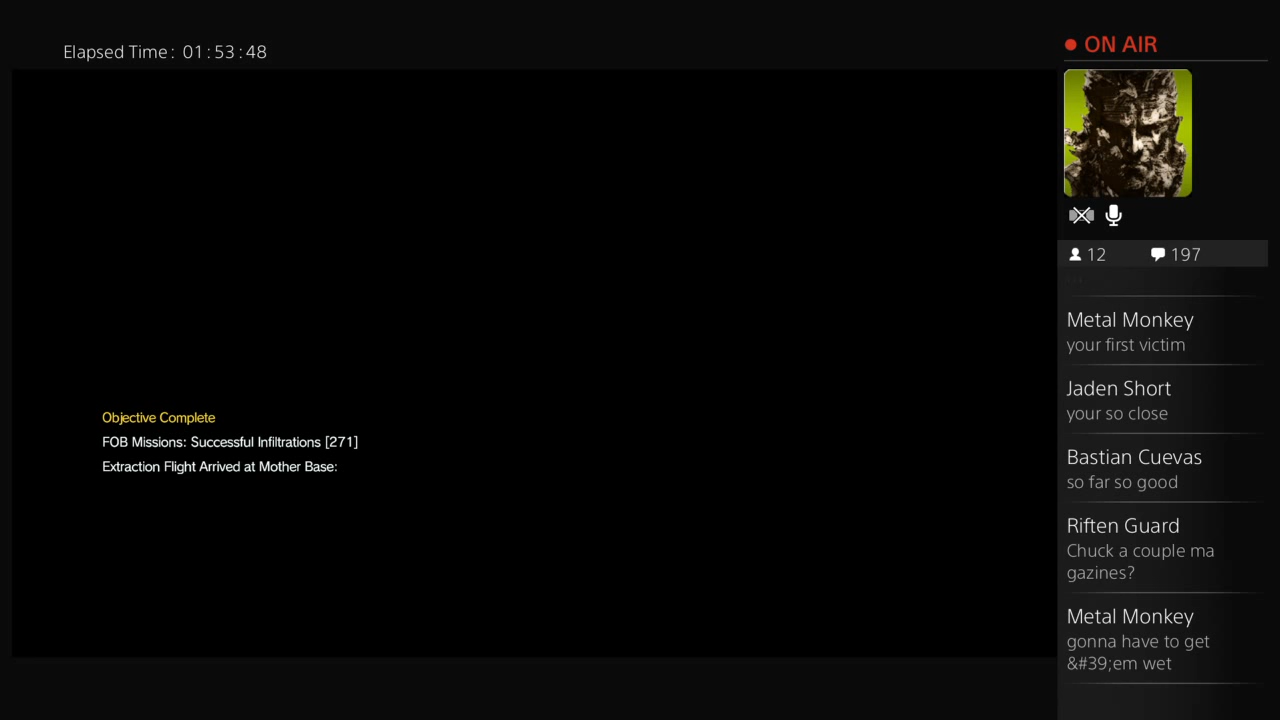 Elapsed Time: 01:53:48
ON AIR
12 197
Metal Monkey
your first victim
Jaden Short
your so close
Bastian Cuevas
so far so good
Riften Guard
Chuck a couple ma
gazines?
Metal Monkey
gonna have to get
&#39;em wet
Objective Complete
FOB Missions: Successful Infiltrations [271]
Extraction Flight Arrived at Mother Base: